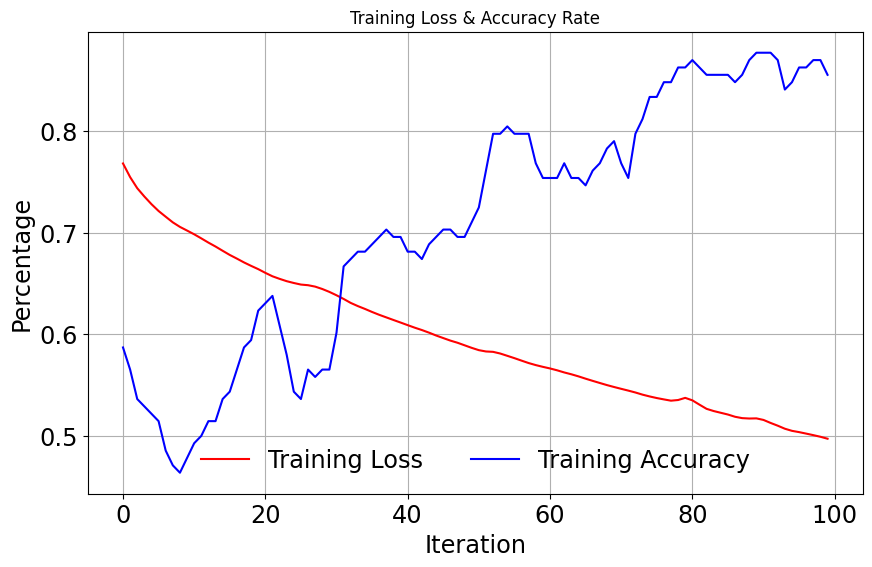 Training Loss & Accuracy Rate
Percentage
0.8
0.7
0.6
0.5
Training Loss Training Accuracy
0 20 40 60 80 100
Iteration